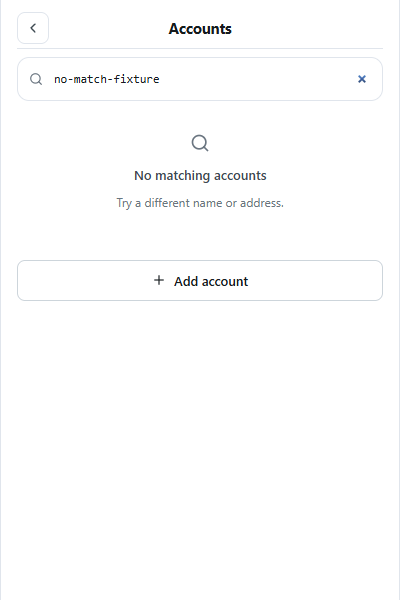 Accounts
no-match-fixture
No matching accounts
Try a different name or address.
Add account